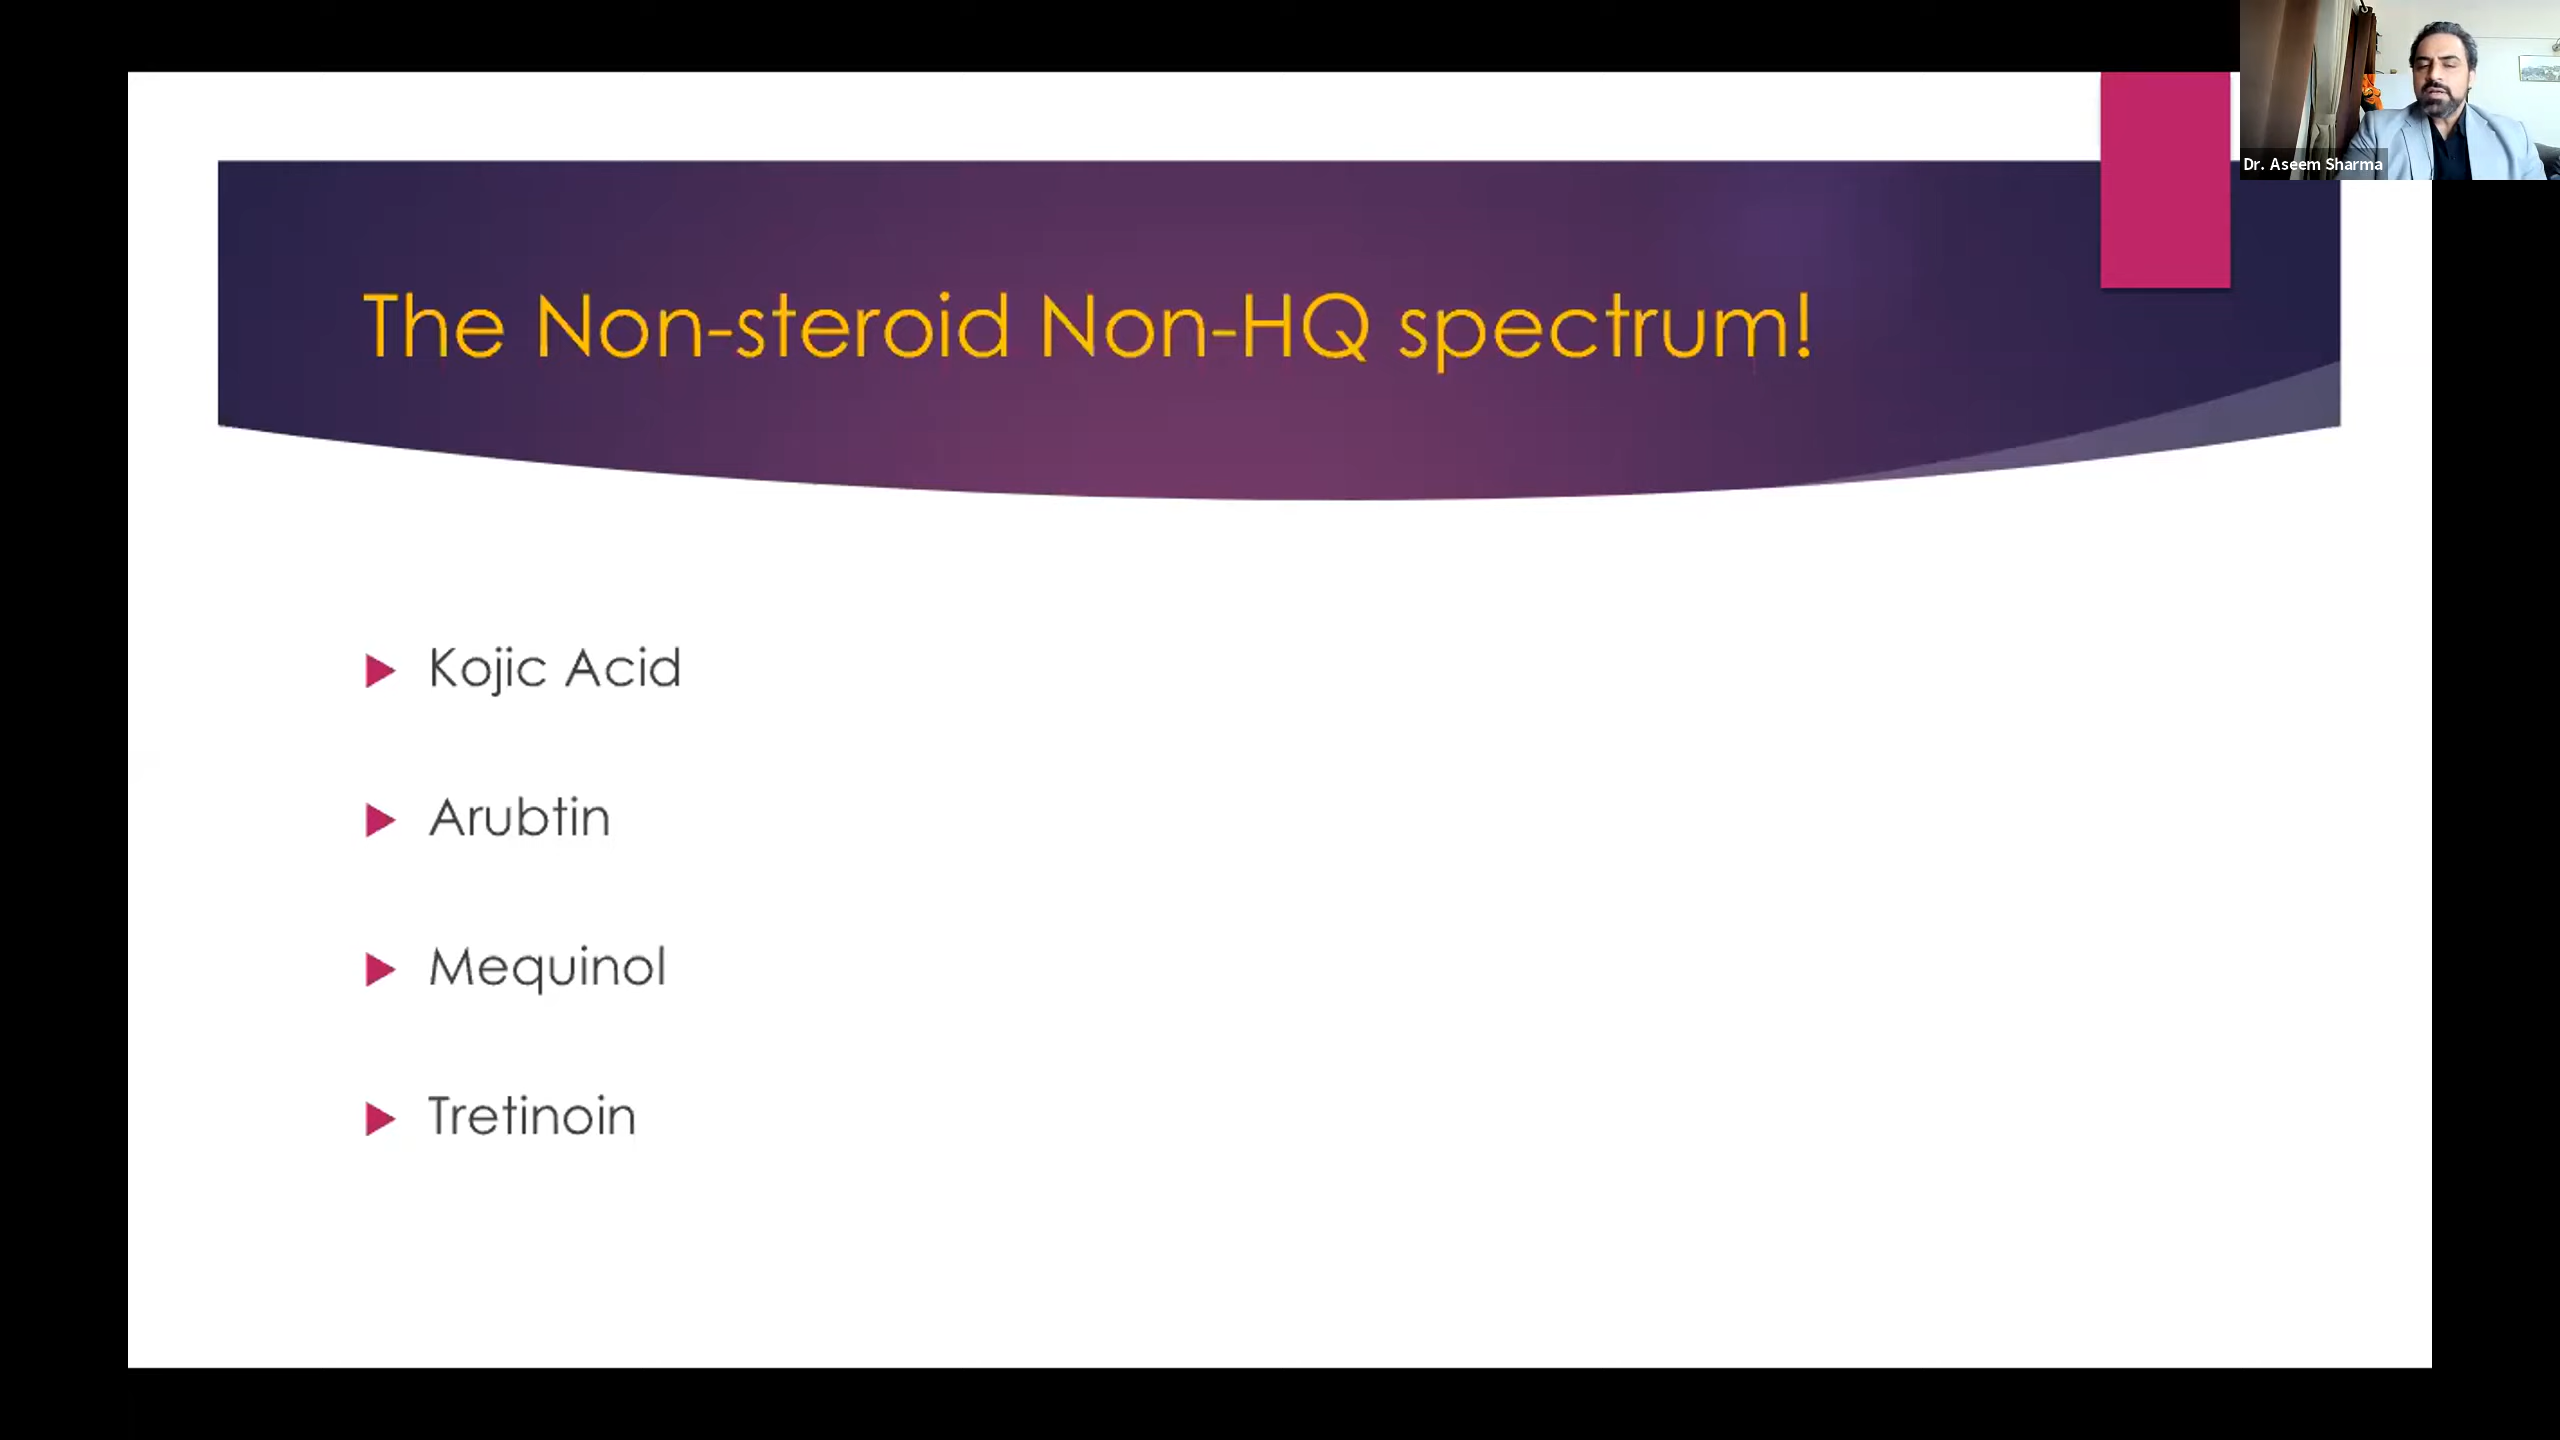 The Non-steroid Non-HQ spectrum!
Kojic Acid
Arubtin
Mequinol
Tretinoin
Dr. Aseem Sharma